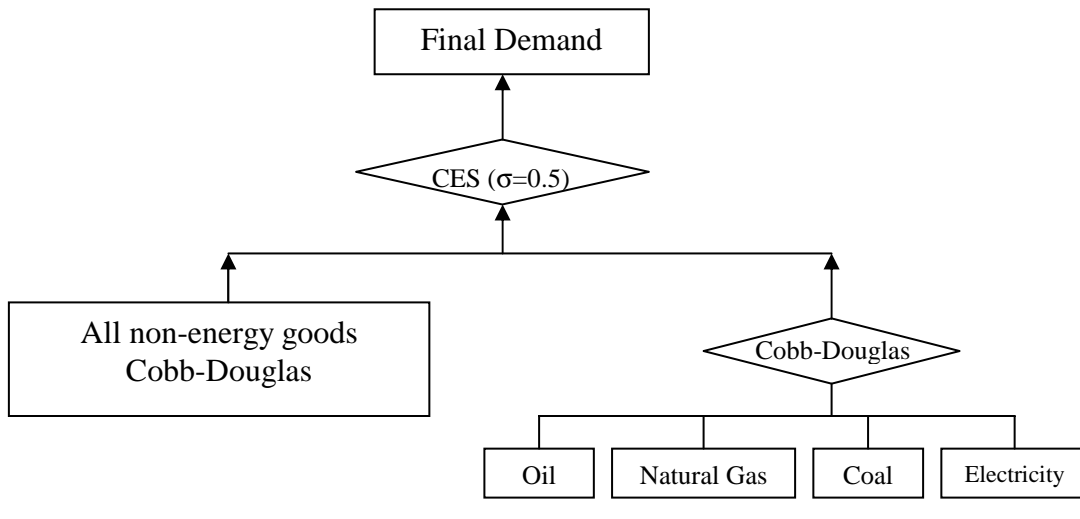 Final Demand
CES (σ=0.5)
All non-energy goods
Cobb-Douglas
Cobb-Douglas
Oil
Natural Gas
Coal
Electricity